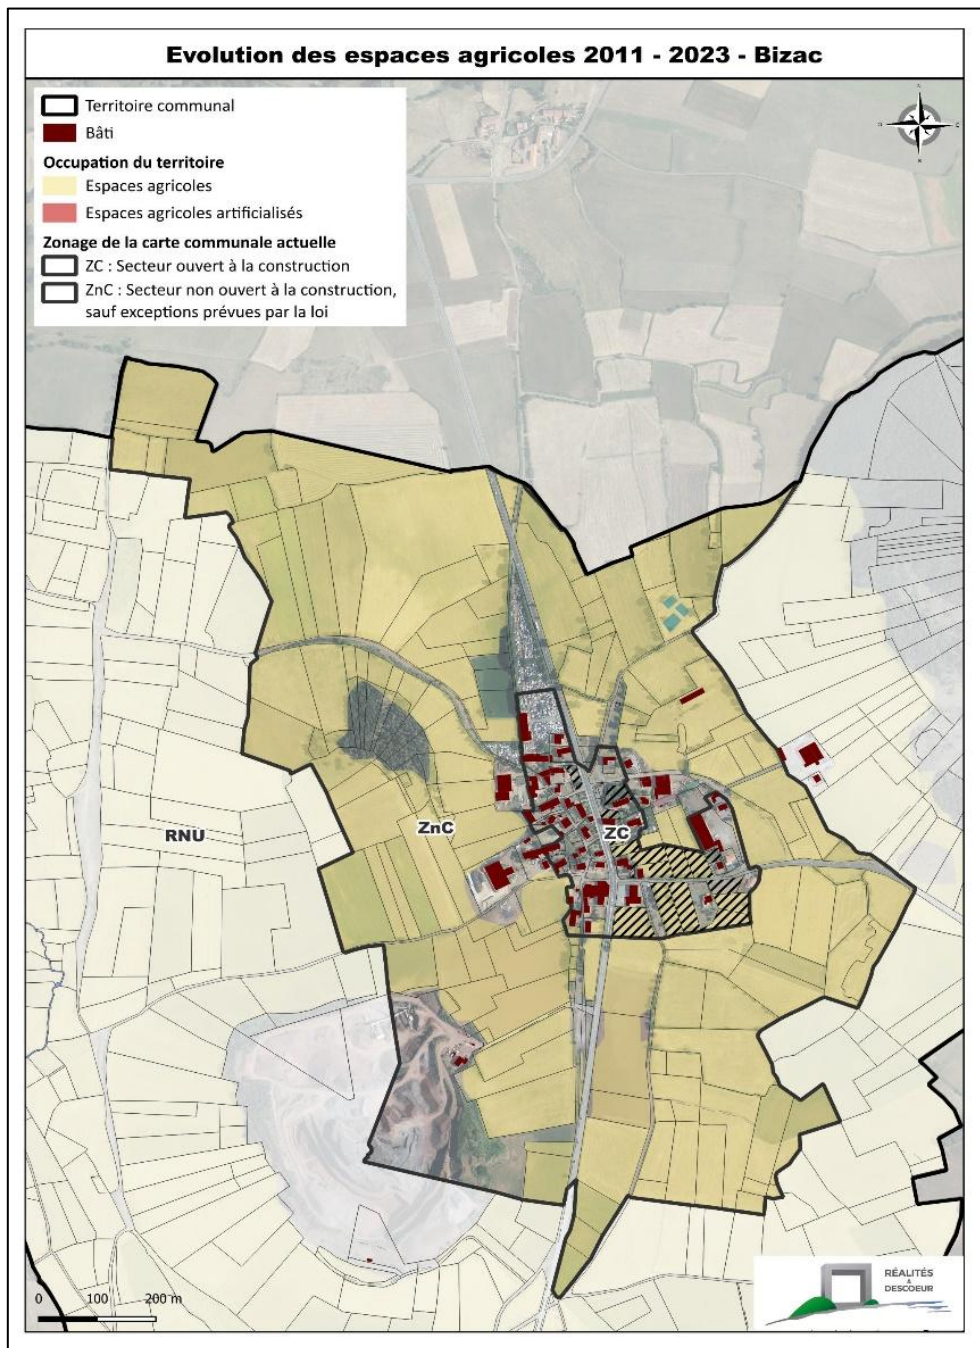 Evolution des espaces agricoles 2011 - 2023 - Bizac
Territoire communal
Bâti
Occupation du territoire
Espaces agricoles
Espaces agricoles artificialisés
Zonage de la carte communale actuelle
ZC : Secteur ouvert à la construction
ZnC : Secteur non ouvert à la construction,
sauf exceptions prévues par la loi
RNU
ZnC
ZC
0 100 200 m
RÉALITÉS
&
DESCOEUR